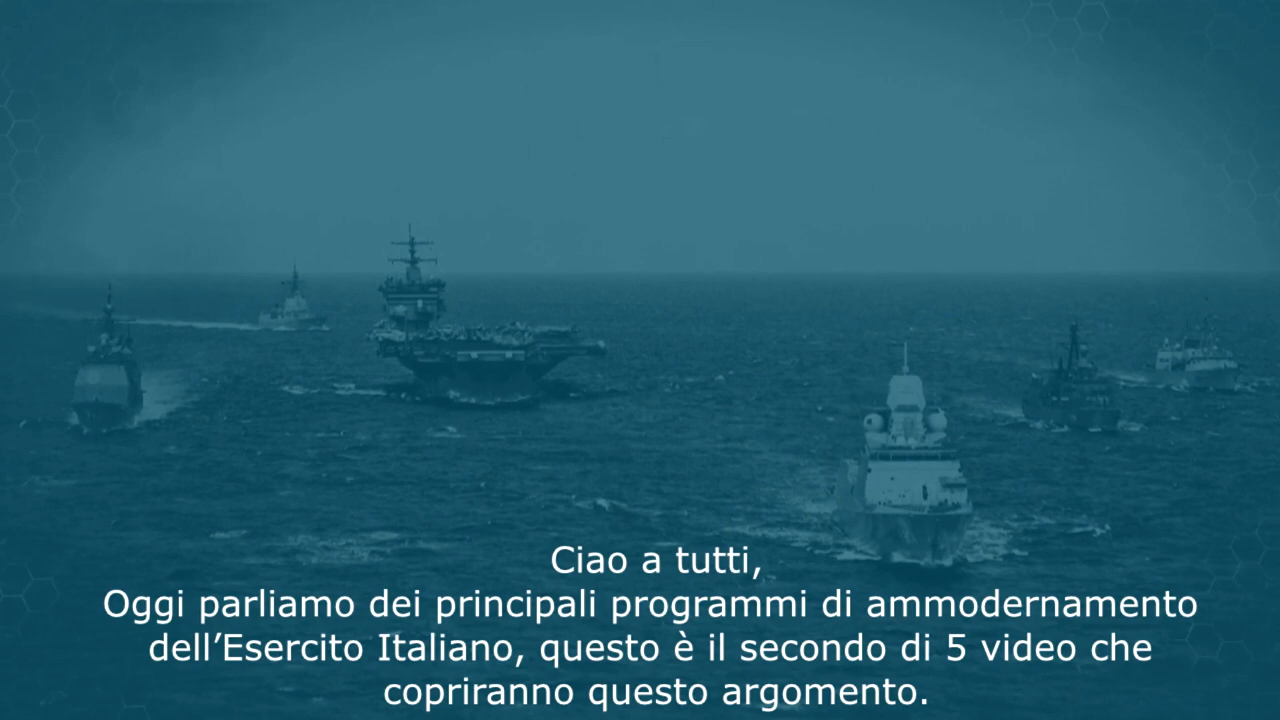 Ciao a tutti,
Oggi parliamo dei principali programmi di ammodernamento
dell’Esercito Italiano, questo è il secondo di 5 video che
copriranno questo argomento.